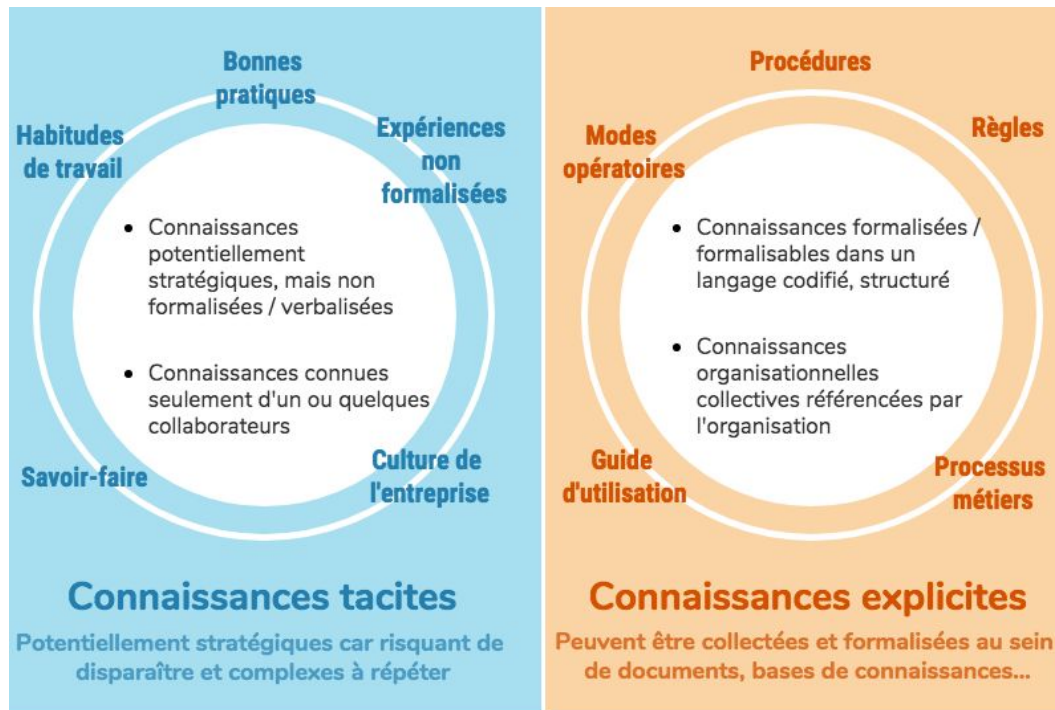 Bonnes
pratiques
Habitudes
de travail
Expériences
non
formalisées
• Connaissances
potentiellement
stratégiques, mais non
formalisées / verbalisées
• Connaissances connues
seulement d'un ou quelques
collaborateurs
Savoir-faire
Culture de
l'entreprise
Connaissances tacites
Potentiellement stratégiques car risquant de
disparaître et complexes à répéter
Procédures
Modes
opératoires
Règles
• Connaissances formalisées /
formalisables dans un
langage codifié, structuré
• Connaissances
organisationnelles
collectives référencées par
l'organisation
Guide
d'utilisation
Processus
métiers
Connaissances explicites
Peuvent être collectées et formalisées au sein
de documents, bases de connaissances...